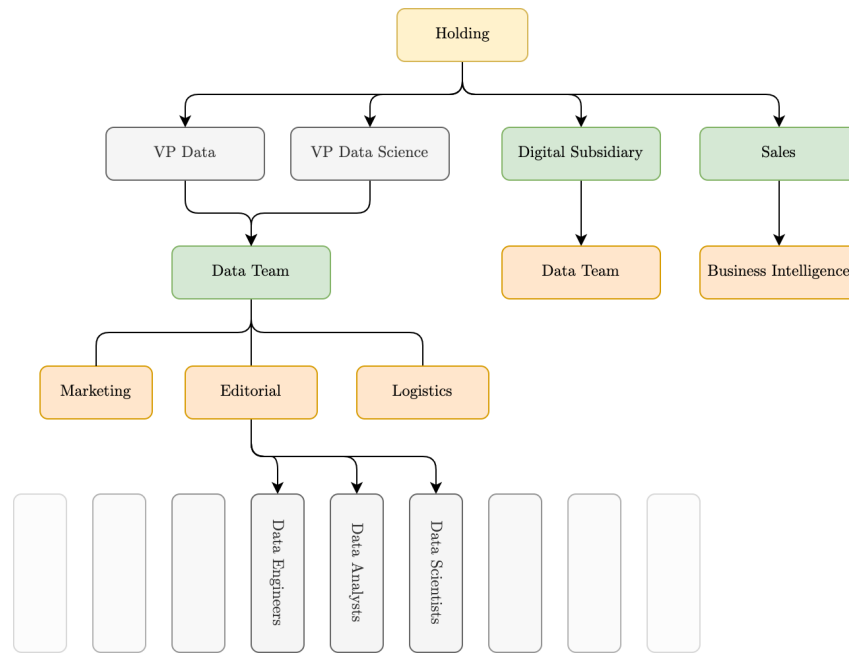 Holding
VP Data
VP Data Science
Digital Subsidiary
Sales
Data Team
Data Team
Business Intelligence
Marketing
Editorial
Logistics
Data Engineers
Data Analysts
Data Scientists